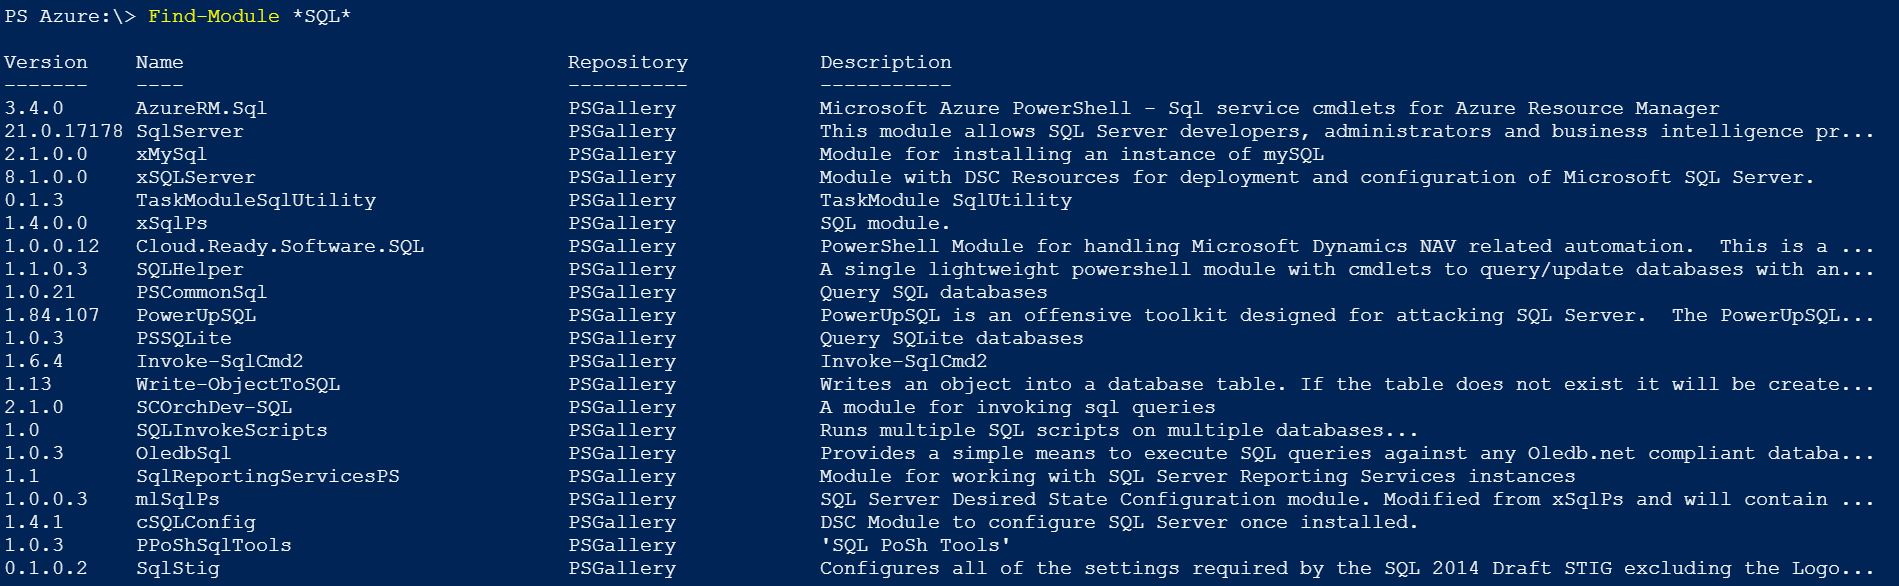 PS Azure:\> Find-Module *SQL*
Version Name Repository Description
------- ---- ---------- -----------
3.4.0 AzureRM.Sql PSGallery Microsoft Azure PowerShell - Sql service cmdlets for Azure Resource Manager
21.0.17178 SqlServer PSGallery This module allows SQL Server developers, administrators and business intelligence pr...
2.1.0.0 xMySql PSGallery Module for installing an instance of mySQL
8.1.0.0 xSQLServer PSGallery Module with DSC Resources for deployment and configuration of Microsoft SQL Server.
0.1.3 TaskModuleSqlUtility PSGallery TaskModule SqlUtility
1.4.0.0 xSqlPs PSGallery SQL module.
1.0.0.12 Cloud.Ready.Software.SQL PSGallery PowerShell Module for handling Microsoft Dynamics NAV related automation.  This is a ...
1.1.0.3 SQLHelper PSGallery A single lightweight powershell module with cmdlets to query/update databases with an...
1.0.21 PSCommonSql PSGallery Query SQL databases
1.84.107 PowerUpSQL PSGallery PowerUpSQL is an offensive toolkit designed for attacking SQL Server.  The PowerUpSQL...
1.0.3 PSSQLite PSGallery Query SQLite databases
1.6.4 Invoke-SqlCmd2 PSGallery Invoke-SqlCmd2
1.13 Write-ObjectToSQL PSGallery Writes an object into a database table. If the table does not exist it will be create...
2.1.0 SCOrchDev-SQL PSGallery A module for invoking sql queries
1.0 SQLInvokeScripts PSGallery Runs multiple SQL scripts on multiple databases...
1.0.3 OledbSql PSGallery Provides a simple means to execute SQL queries against any Oledb.net compliant databa...
1.1 SqlReportingServicesPS PSGallery Module for working with SQL Server Reporting Services instances
1.0.0.3 mlSqlPs PSGallery SQL Server Desired State Configuration module. Modified from xSqlPs and will contain ...
1.4.1 cSQLConfig PSGallery DSC Module to configure SQL Server once installed.
1.0.3 PPoShSqlTools PSGallery 'SQL PoSh Tools'
0.1.0.2 SqlStig PSGallery Configures all of the settings required by the SQL 2014 Draft STIG excluding the Logo...